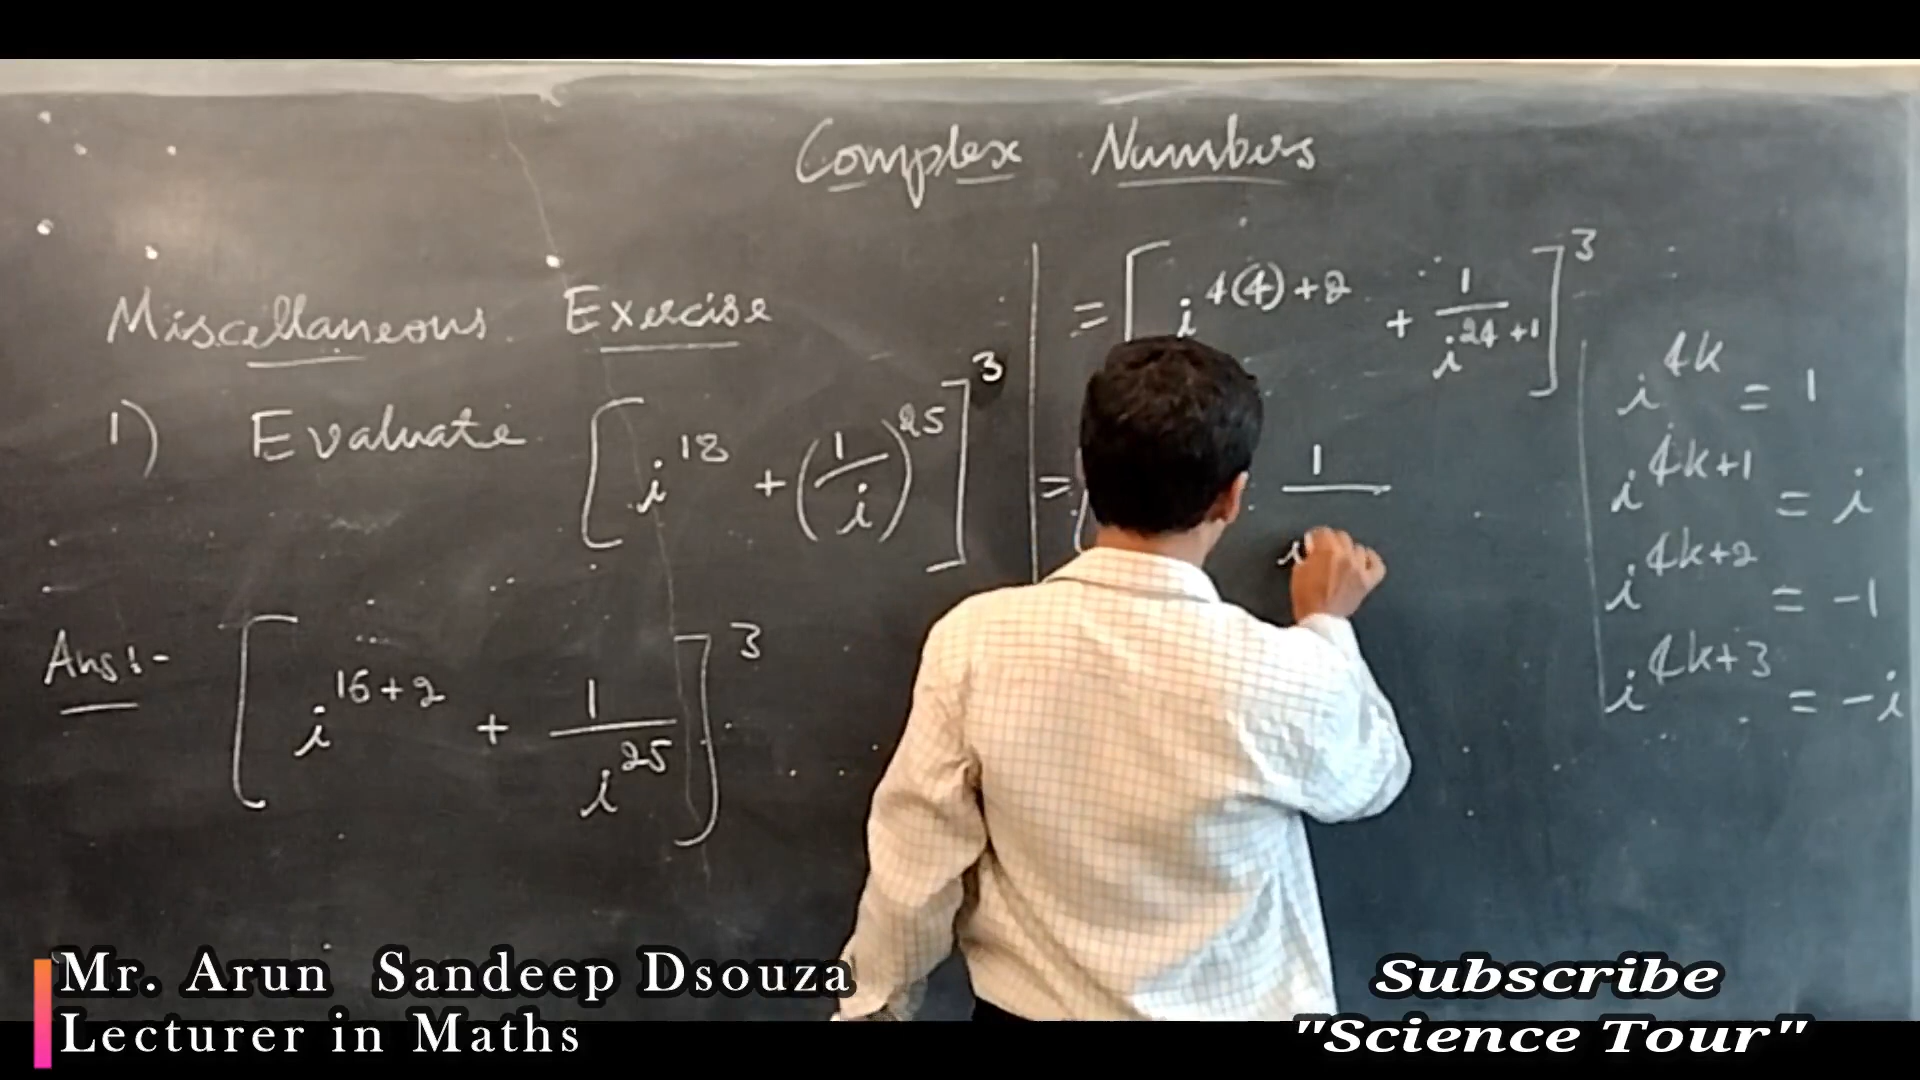 Complex Numbers
Miscellaneous Exercise
1) Evaluate [i^18 + (1/i)^25]^3
Ans:- [i^16+2 + 1/i^25]^3
= [i^4(4)+2 + 1/i^24+1]^3
= [ 1/i
i^4k = 1
i^4k+1 = i
i^4k+2 = -1
i^4k+3 = -i
Mr. Arun Sandeep Dsouza
Lecturer in Maths
Subscribe
"Science Tour"